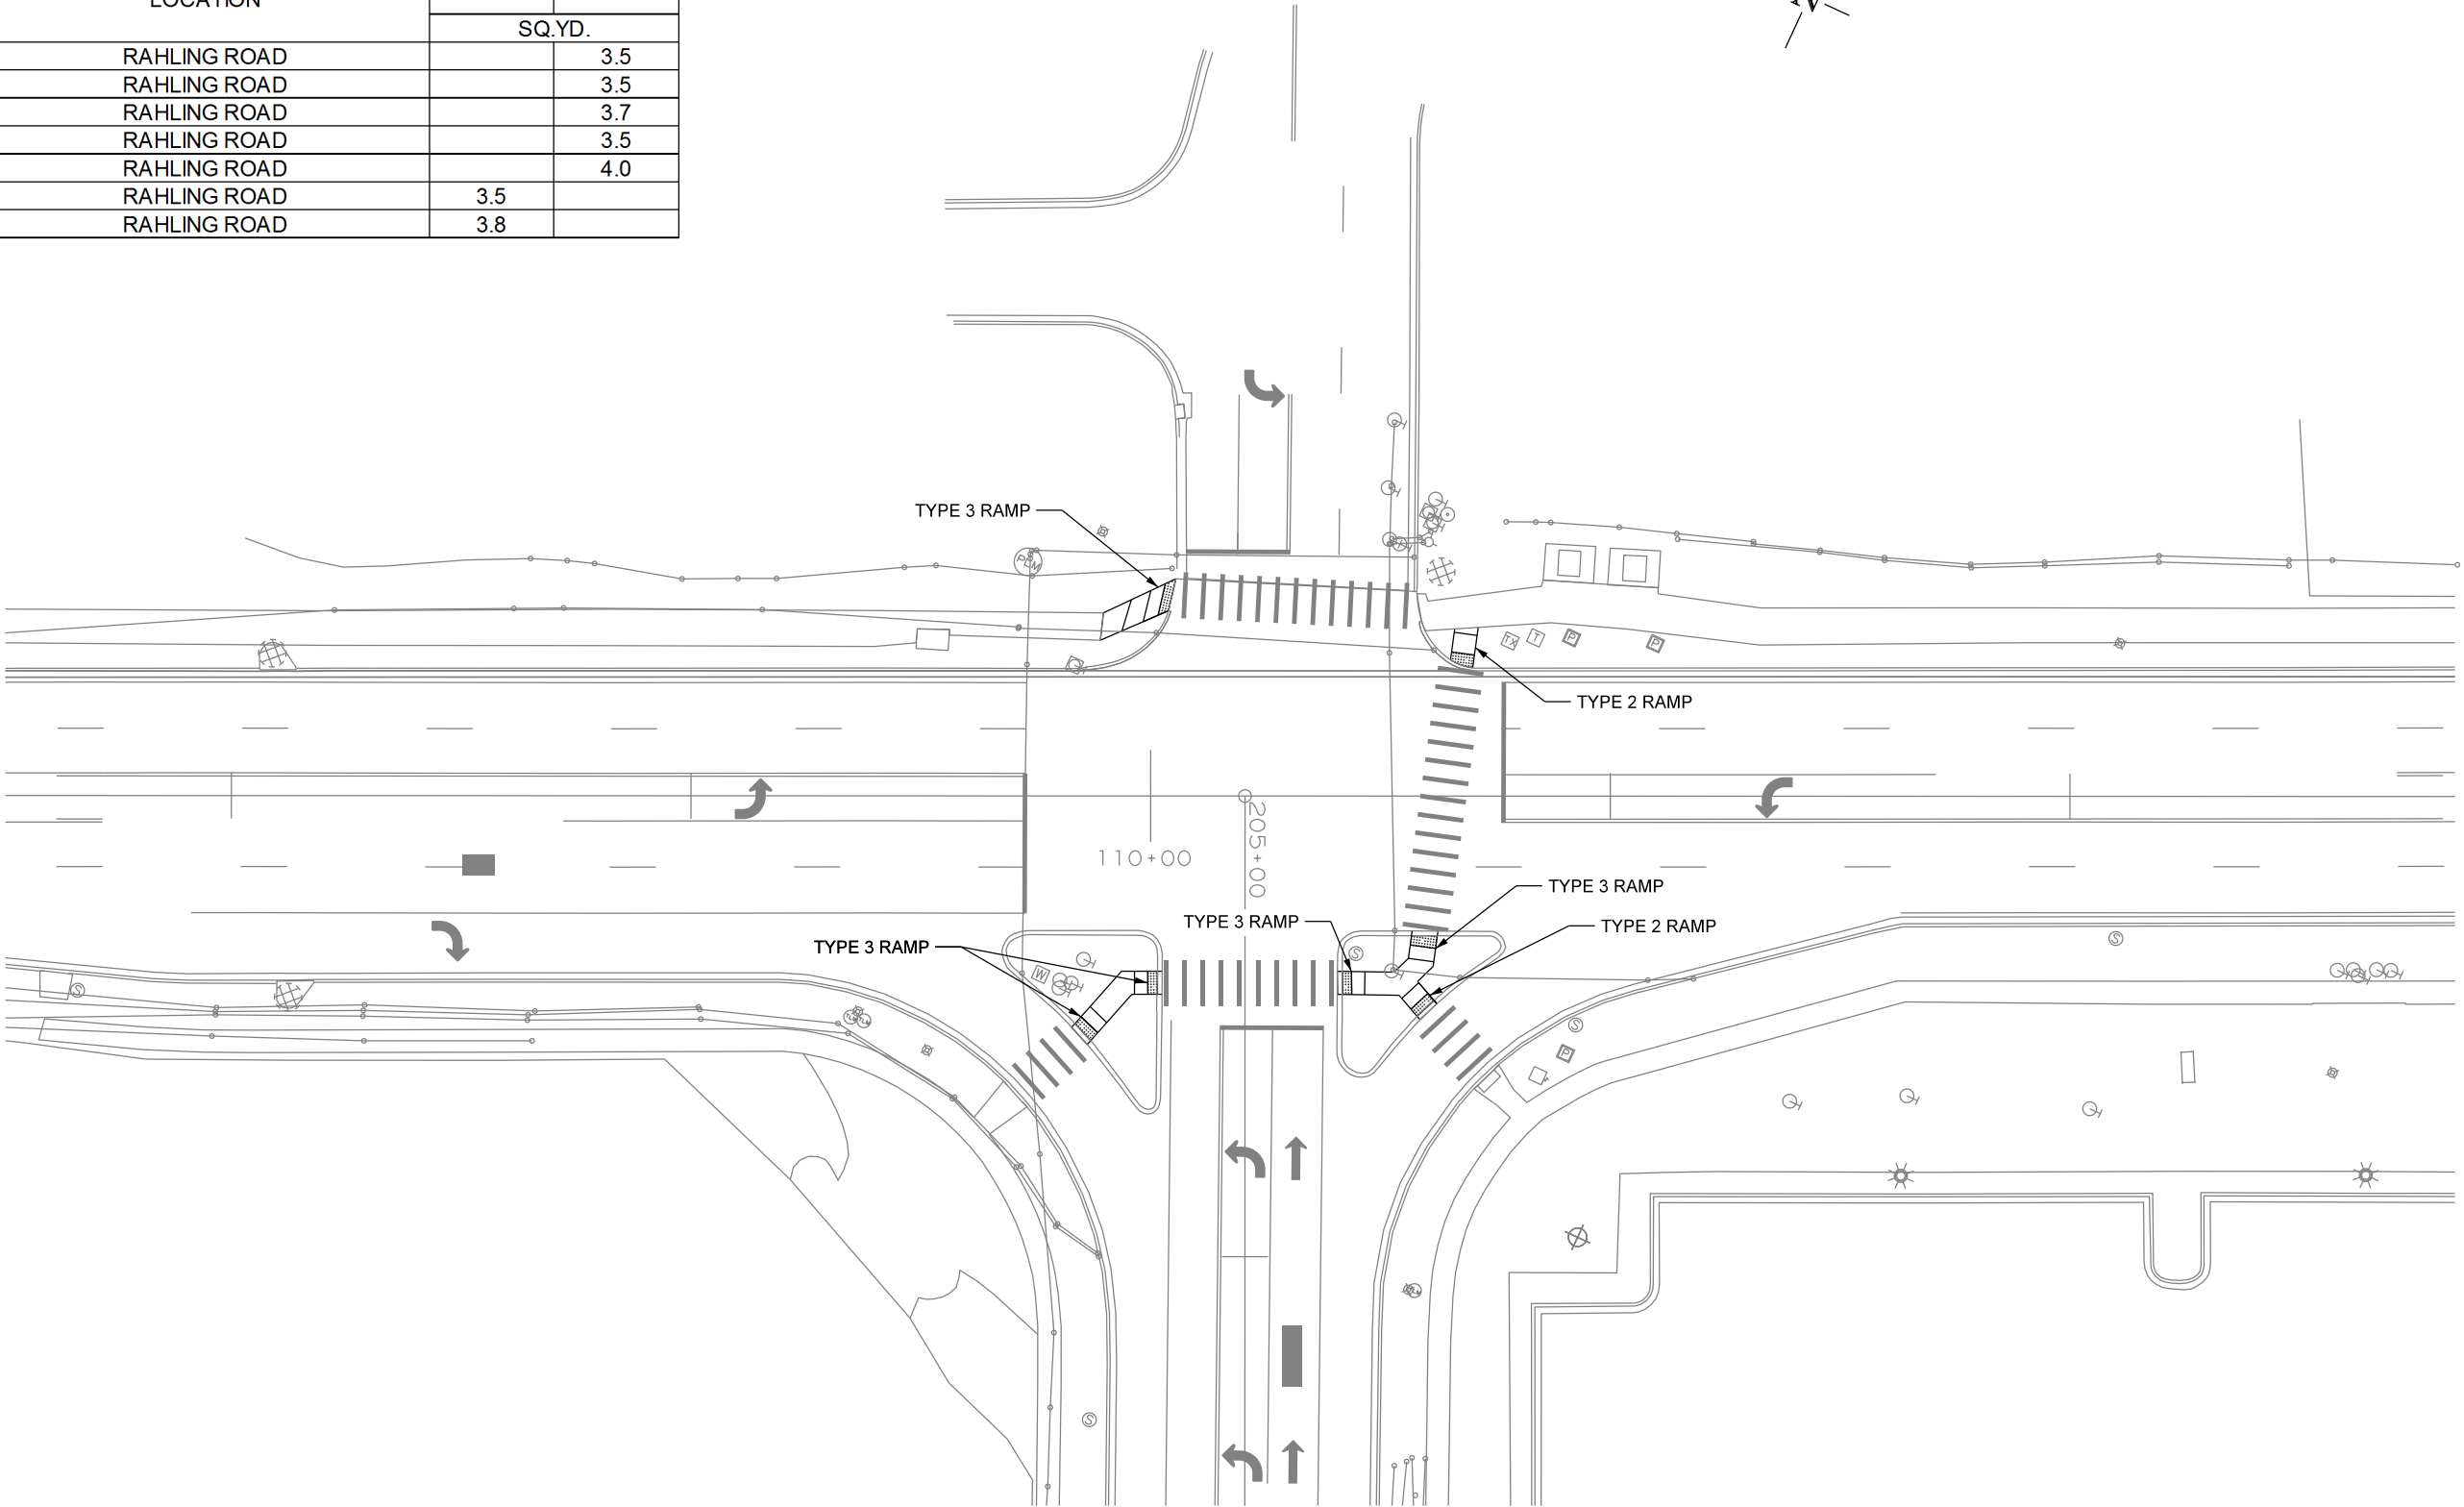 LOCATION
SQ.YD.
RAHLING ROAD 3.5
RAHLING ROAD 3.5
RAHLING ROAD 3.7
RAHLING ROAD 3.5
RAHLING ROAD 4.0
RAHLING ROAD 3.5
RAHLING ROAD 3.8
TYPE 3 RAMP
P M
TX T P P
TYPE 2 RAMP
205+00
110+00
TYPE 3 RAMP
TYPE 3 RAMP
TYPE 2 RAMP
TYPE 3 RAMP
S
S
W
S
S
P
S